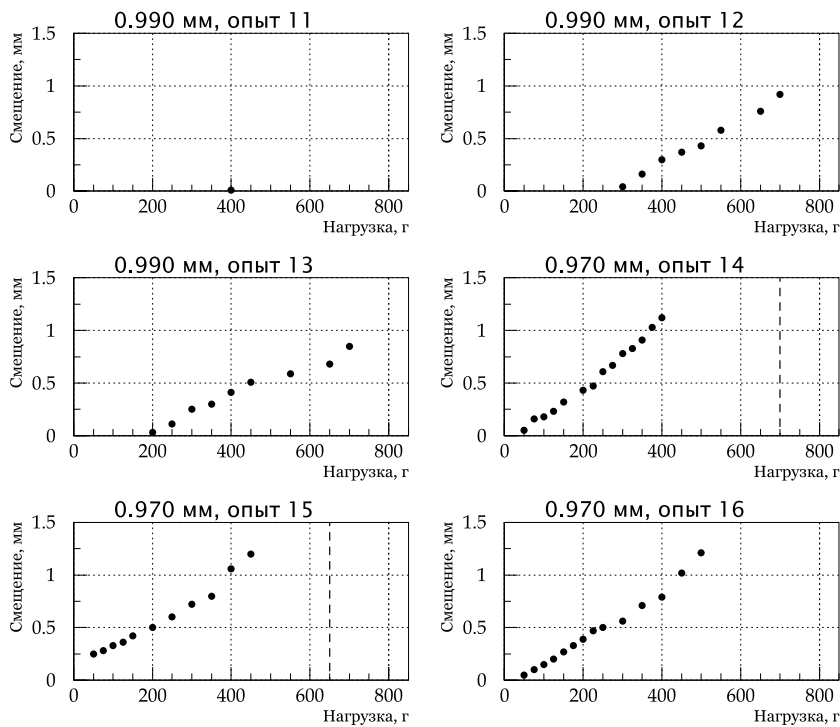 0.990 мм, опыт 11
1.5
1
0.5
0
Смещение, мм
0 200 400 600 800
Нагрузка, г
0.990 мм, опыт 12
1.5
1
0.5
0
Смещение, мм
0 200 400 600 800
Нагрузка, г
0.990 мм, опыт 13
1.5
1
0.5
0
Смещение, мм
0 200 400 600 800
Нагрузка, г
0.970 мм, опыт 14
1.5
1
0.5
0
Смещение, мм
0 200 400 600 800
Нагрузка, г
0.970 мм, опыт 15
1.5
1
0.5
0
Смещение, мм
0 200 400 600 800
Нагрузка, г
0.970 мм, опыт 16
1.5
1
0.5
0
Смещение, мм
0 200 400 600 800
Нагрузка, г